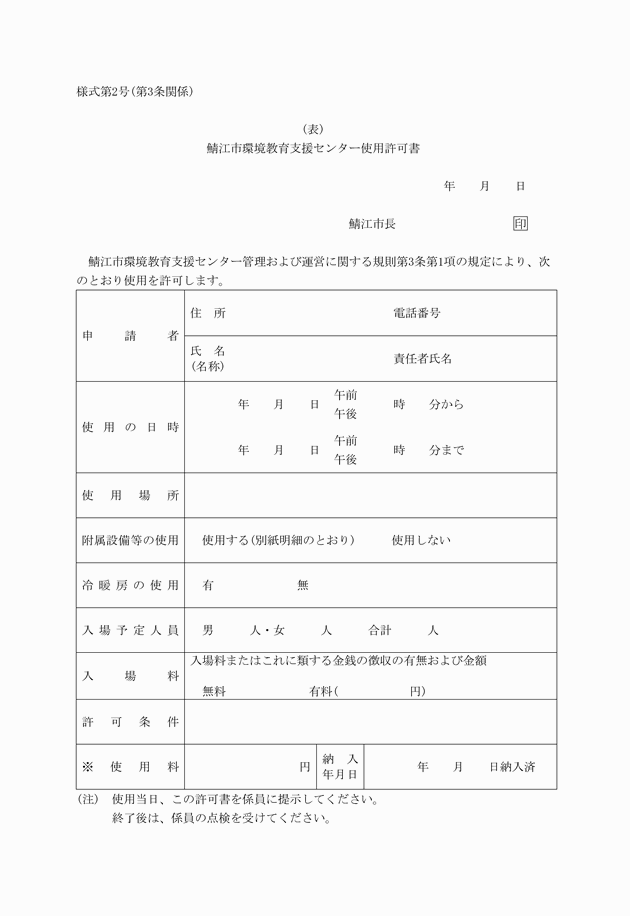 様式第2号(第3条関係)
(表)
鯖江市環境教育支援センター使用許可書
年　月　日
鯖江市長　印
鯖江市環境教育支援センター管理および運営に関する規則第3条第1項の規定により、次
のとおり使用を許可します。
申請者
住所　電話番号
氏名
(名称)　責任者氏名
使用の日時
年　月　日　午前　午後　時　分から
年　月　日　午前　午後　時　分まで
使用場所
附属設備等の使用　使用する(別紙明細のとおり)　使用しない
冷暖房の使用　有　無
入場予定人員　男　人・女　人　合計　人
入場料
入場料またはこれに類する金銭の徴収の有無および金額
無料　有料(　円)
許可条件
※使用料　円　納入年月日　年　月　日納入済
(注)　使用当日、この許可書を係員に提示してください。
終了後は、係員の点検を受けてください。